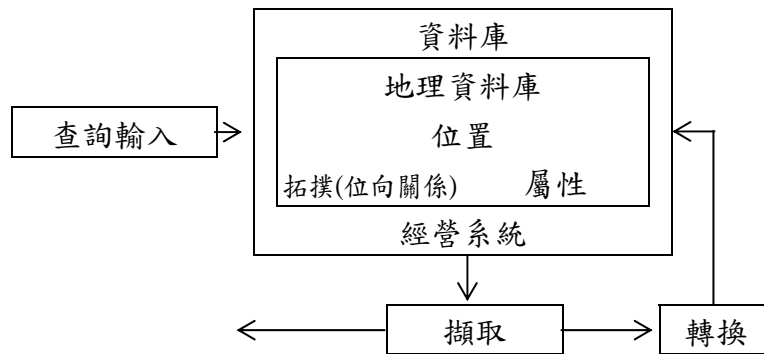 資料庫
地理資料庫
查詢輸入
位置
拓撲(位向關係) 屬性
經營系統
擷取
轉換